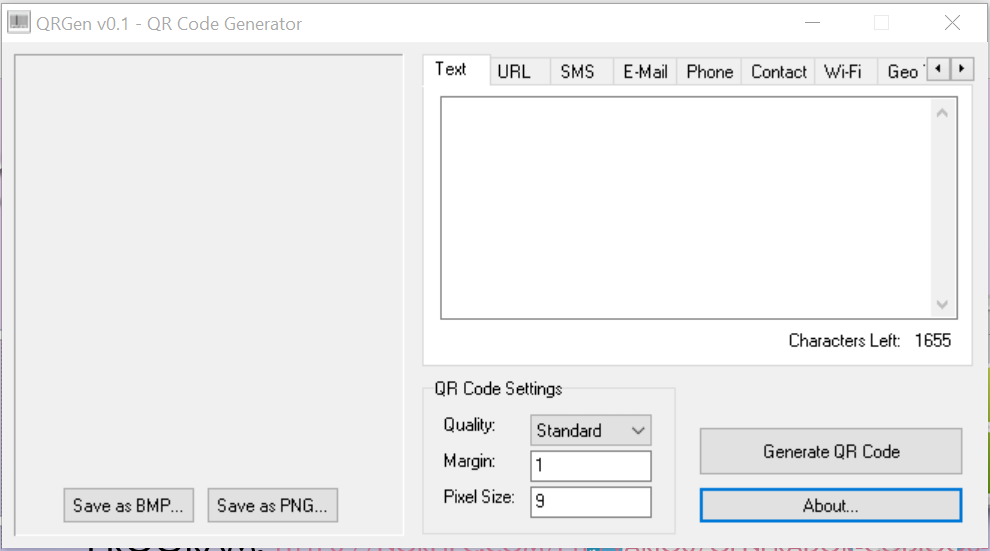 QRGen v0.1 - QR Code Generator
Text URL SMS E-Mail Phone Contact Wi-Fi Geo
Characters Left: 1655
QR Code Settings
Quality: Standard
Margin: 1
Pixel Size: 9
Generate QR Code
About...
Save as BMP... Save as PNG...